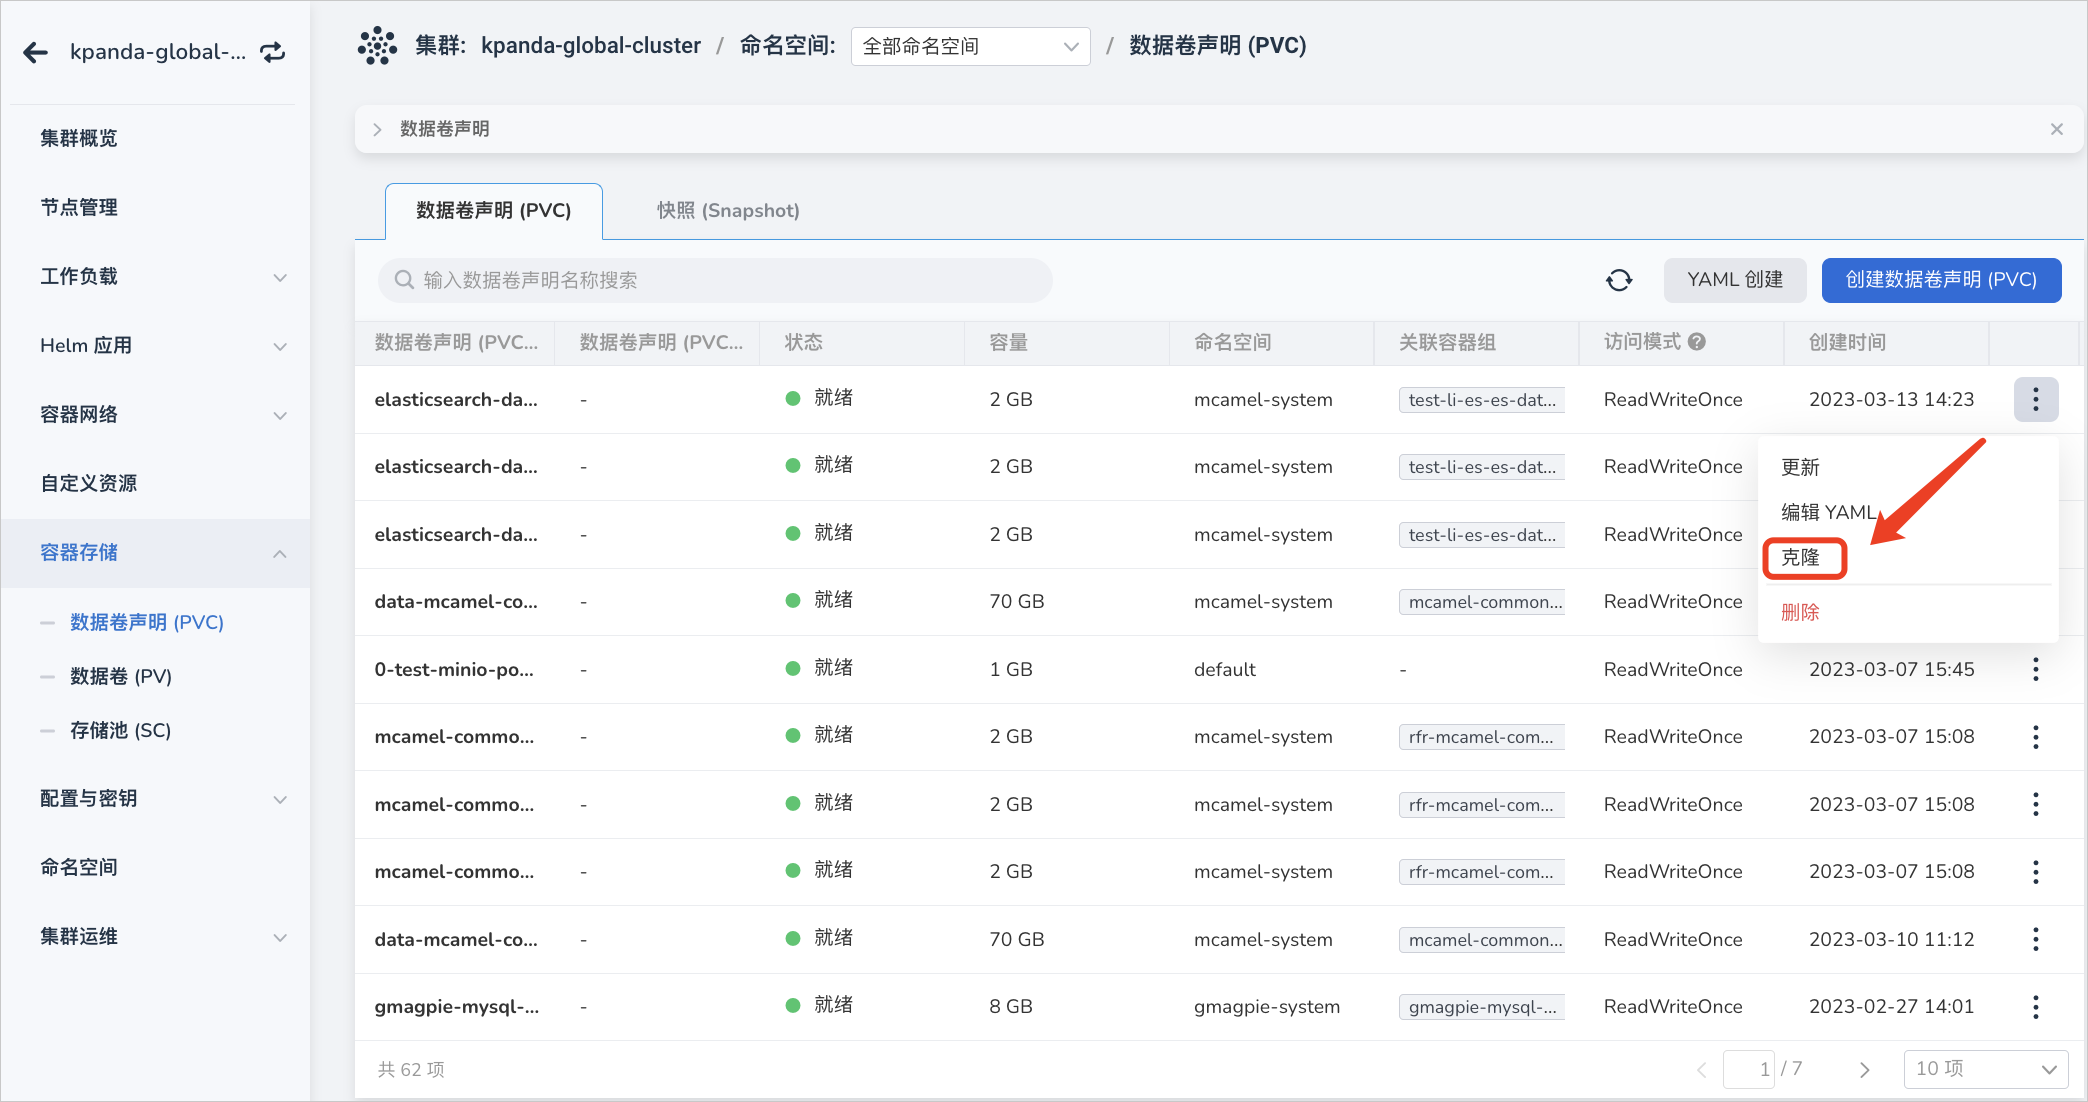 kpanda-global-...
集群: kpanda-global-cluster / 命名空间: 全部命名空间 / 数据卷声明 (PVC)
集群概览
节点管理
工作负载
Helm 应用
容器网络
自定义资源
容器存储
数据卷声明 (PVC)
数据卷 (PV)
存储池 (SC)
配置与密钥
命名空间
集群运维
数据卷声明
数据卷声明 (PVC) 快照 (Snapshot)
输入数据卷声明名称搜索 YAML 创建 创建数据卷声明 (PVC)
数据卷声明 (PVC... 数据卷声明 (PVC... 状态 容量 命名空间 关联容器组 访问模式 创建时间
elasticsearch-da... - 就绪 2 GB mcamel-system test-li-es-es-dat... ReadWriteOnce 2023-03-13 14:23
elasticsearch-da... - 就绪 2 GB mcamel-system test-li-es-es-dat... ReadWriteOnce
elasticsearch-da... - 就绪 2 GB mcamel-system test-li-es-es-dat... ReadWriteOnce
data-mcamel-co... - 就绪 70 GB mcamel-system mcamel-common... ReadWriteOnce
更新
编辑 YAML
克隆
删除
0-test-minio-po... - 就绪 1 GB default - ReadWriteOnce 2023-03-07 15:45
mcamel-commo... - 就绪 2 GB mcamel-system rfr-mcamel-com... ReadWriteOnce 2023-03-07 15:08
mcamel-commo... - 就绪 2 GB mcamel-system rfr-mcamel-com... ReadWriteOnce 2023-03-07 15:08
mcamel-commo... - 就绪 2 GB mcamel-system rfr-mcamel-com... ReadWriteOnce 2023-03-07 15:08
data-mcamel-co... - 就绪 70 GB mcamel-system mcamel-common... ReadWriteOnce 2023-03-10 11:12
gmagpie-mysql-... - 就绪 8 GB gmagpie-system gmagpie-mysql-... ReadWriteOnce 2023-02-27 14:01
共 62 项 1 / 7 10 项